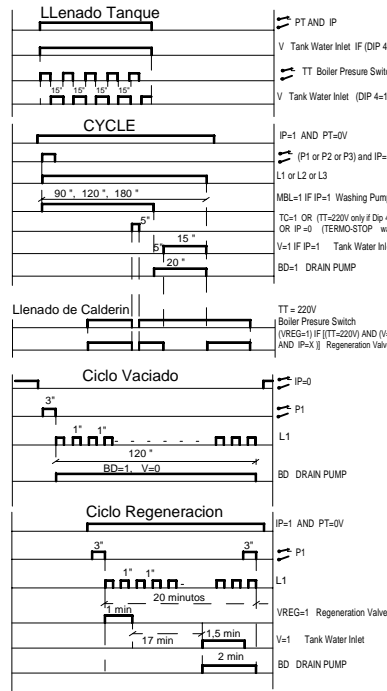 LLenado Tanque
PT AND IP
V Tank Water Inlet IF (DIP 4
TT Boiler Presure Swit
15" 15" 15" 15"
V Tank Water Inlet (DIP 4=1
CYCLE
IP=1 AND PT=0V
(P1 or P2 or P3) and IP=
L1 or L2 or L3
90 ", 120 ", 180 "
MBL=1 IF IP=1 Washing Pump
5"
TC=1 OR (TT=220V only if Dip 4
OR IP =0 (TERMO-STOP wa
15 "
5"
V=1 IF IP=1 Tank Water Inl
20 "
BD=1 DRAIN PUMP
Llenado de Calderin
TT = 220V
Boiler Presure Switch
(VREG=1) IF [(TT=220V) AND (V=
AND IP=X )] Regeneration Valve
Ciclo Vaciado
IP=0
3"
P1
1" 1"
L1
120 "
BD=1, V=0
BD DRAIN PUMP
Ciclo Regeneracion
IP=1 AND PT=0V
3" 3"
P1
1" 1"
L1
20 minutos
1 min
VREG=1 Regeneration Valve
17 min 1,5 min
V=1 Tank Water Inlet
2 min
BD DRAIN PUMP